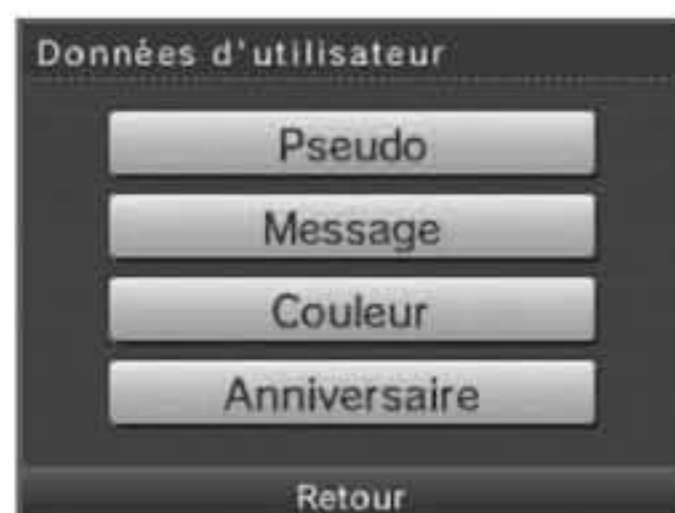 Données d'utilisateur
Pseudo
Message
Couleur
Anniversaire
Retour